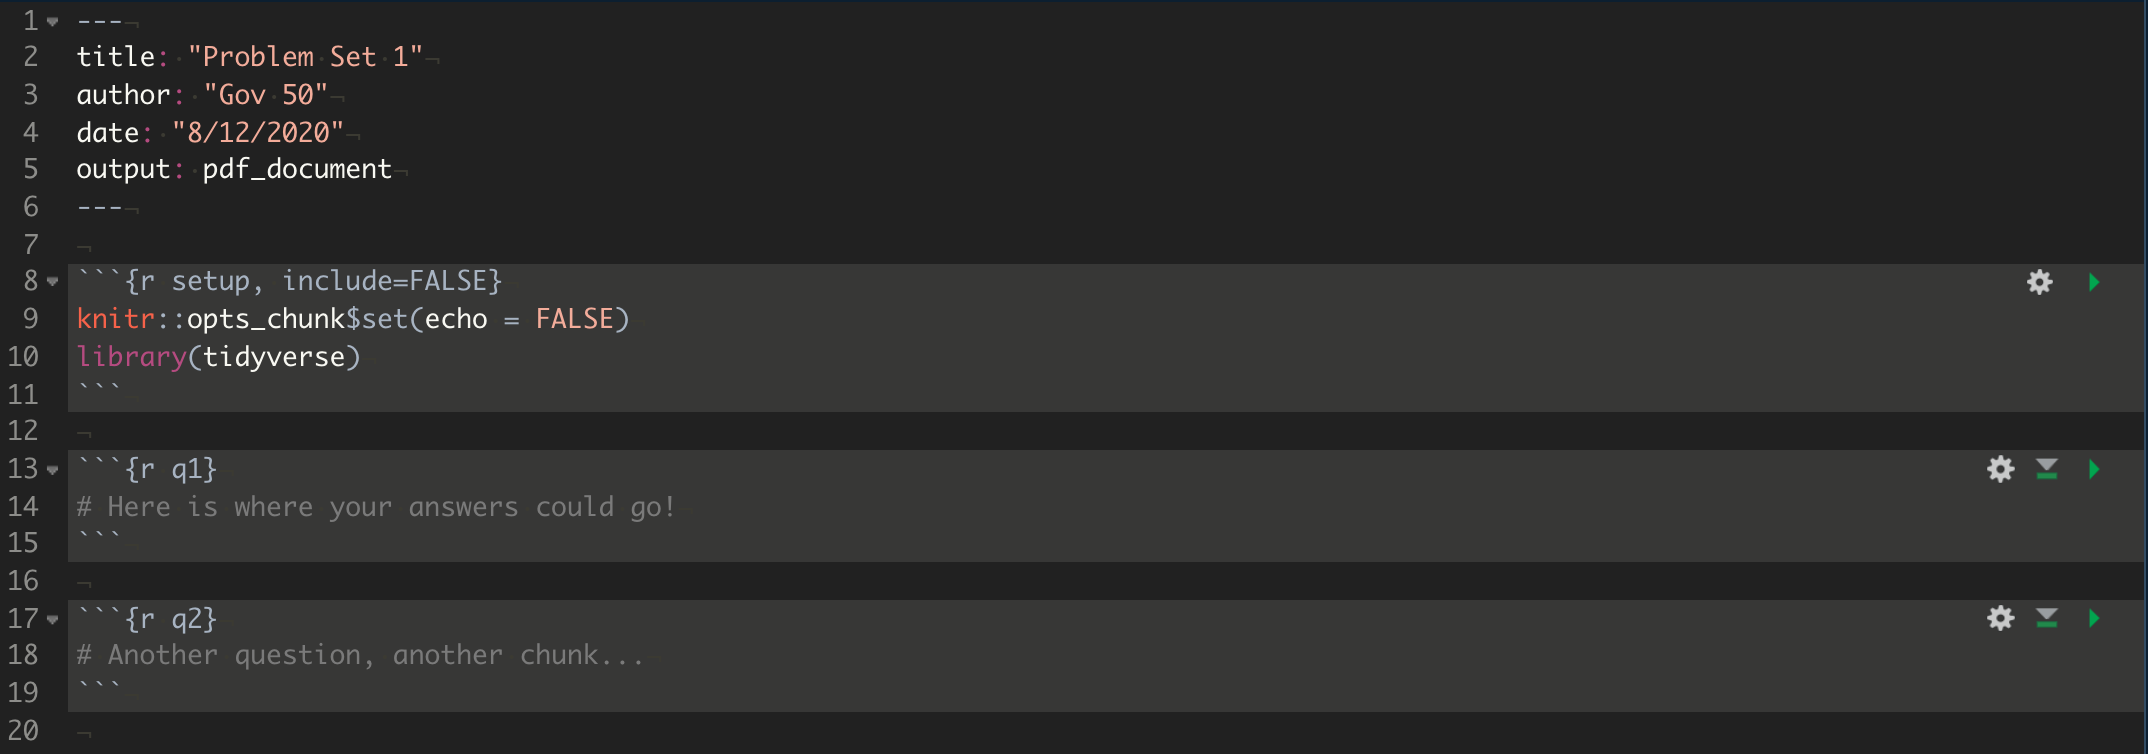 1 ---
2 title: "Problem Set 1"
3 author: "Gov 50"
4 date: "8/12/2020"
5 output: pdf_document
6 ---
7
8 ```{r setup, include=FALSE}
9 knitr::opts_chunk$set(echo = FALSE)
10 library(tidyverse)
11 ```
12
13 ```{r q1}
14 # Here is where your answers could go!
15 ```
16
17 ```{r q2}
18 # Another question, another chunk...
19 ```
20